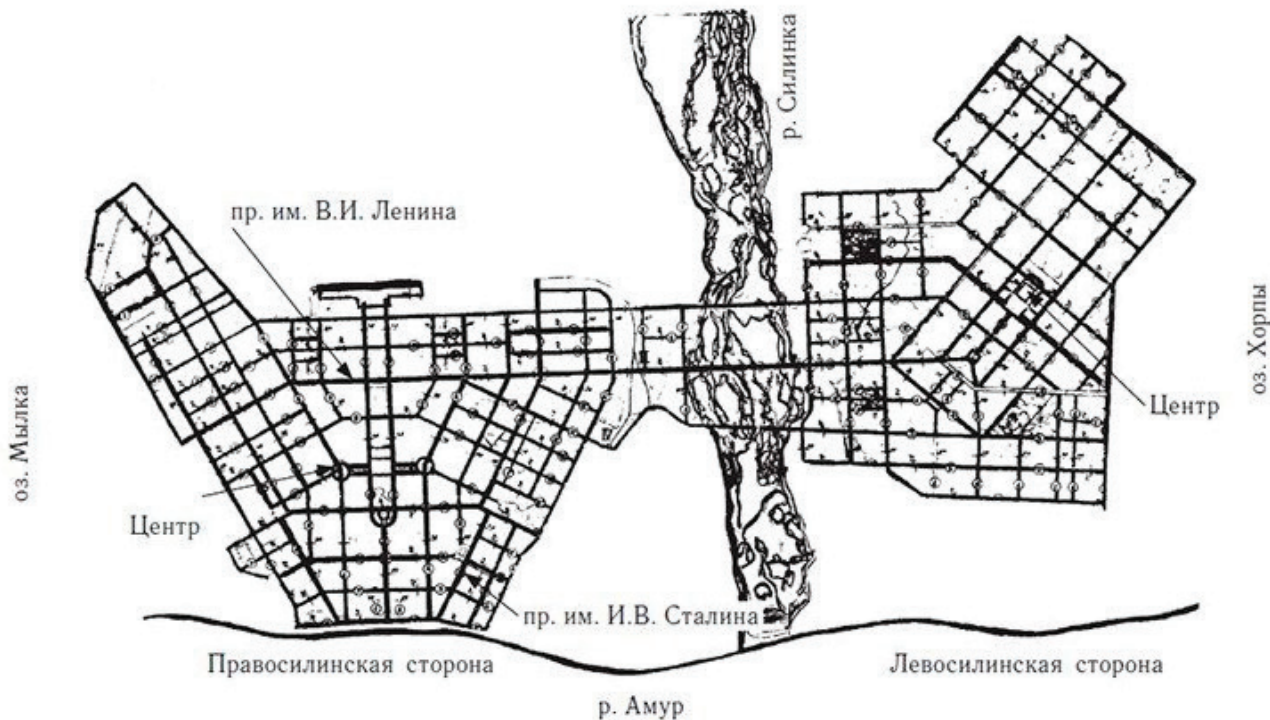 р. Силинка
пр. им. В.И. Ленина
оз. Мылка
оз. Хорпы
Центр
Центр
пр. им. И.В. Сталина
Правосилинская сторона
Левосилинская сторона
р. Амур